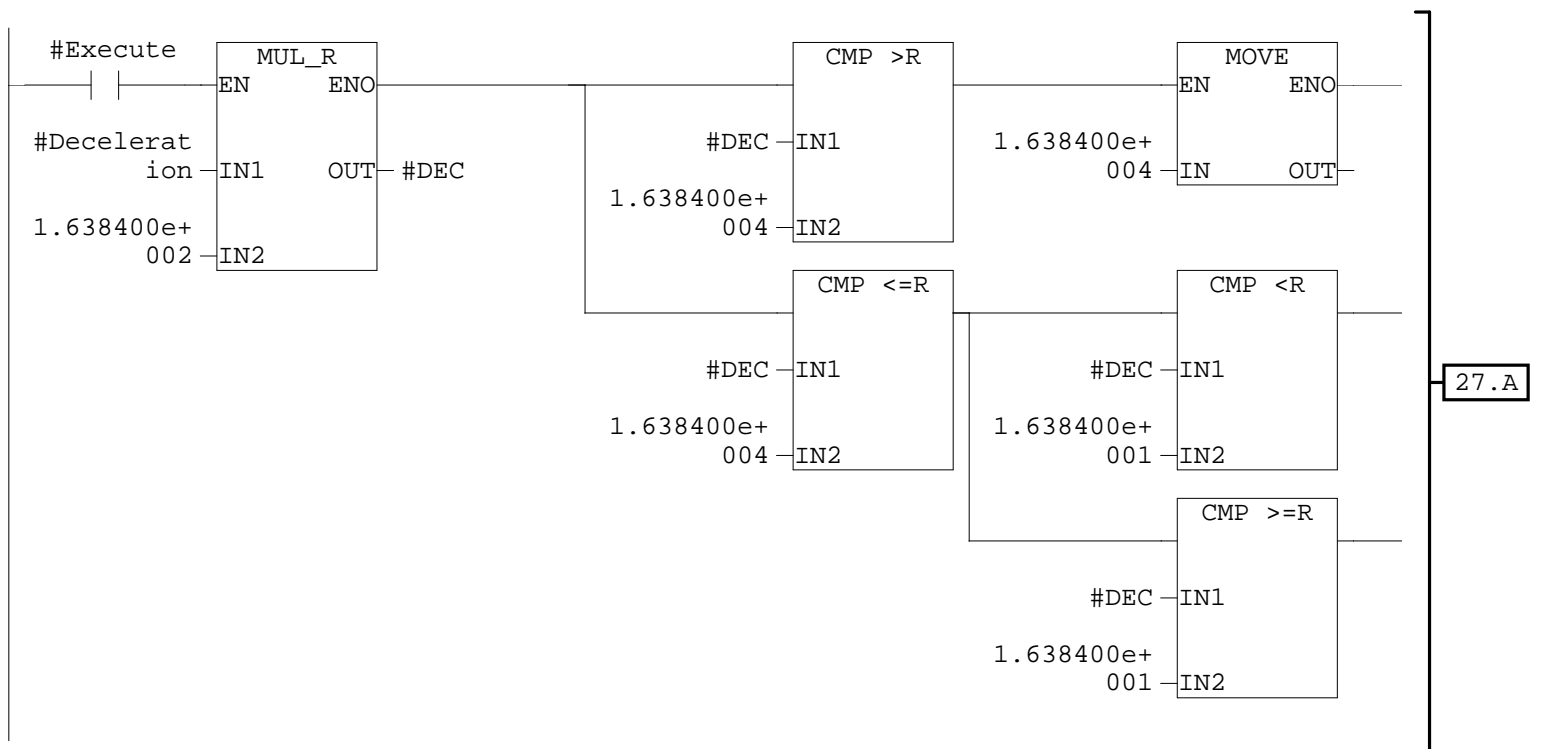 #Execute
MUL_R
CMP >R
MOVE
EN ENO
EN ENO
#Decelerat
ion
IN1 OUT #DEC
#DEC IN1
1.638400e+
004
IN OUT
1.638400e+
002
IN2
1.638400e+
004
IN2
CMP <=R
CMP <R
#DEC IN1
#DEC IN1
27.A
1.638400e+
004
IN2
1.638400e+
001
IN2
CMP >=R
#DEC IN1
1.638400e+
001
IN2